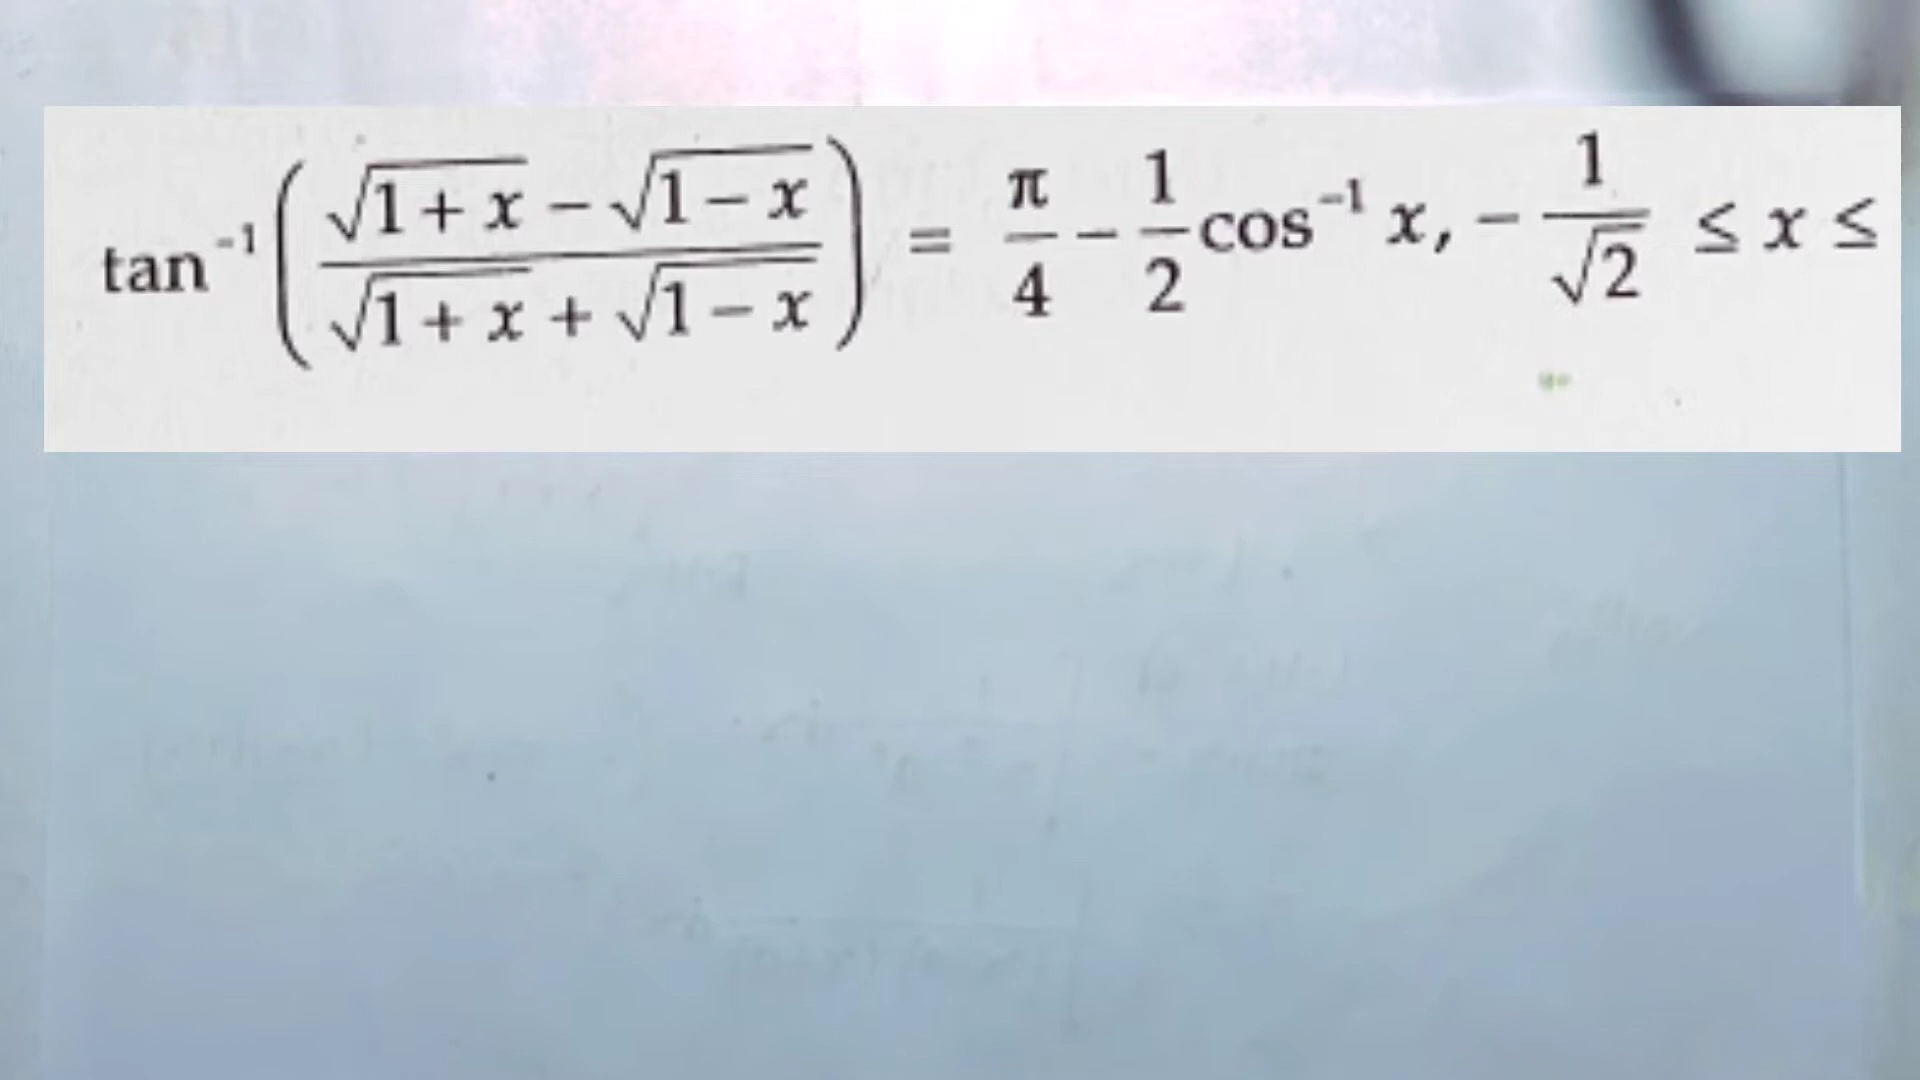 tan⁻¹((√(1+x) − √(1−x))/(√(1+x) + √(1−x))) = π/4 − 1/2 cos⁻¹ x, −1/√2 ≤ x ≤